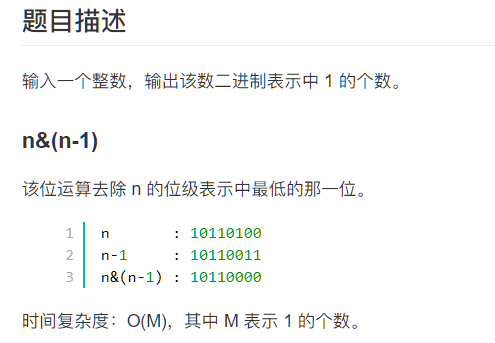 题目描述
输入一个整数，输出该数二进制表示中 1 的个数。
n&(n-1)
该位运算去除 n 的位级表示中最低的那一位。
1 n       : 10110100
2 n-1     : 10110011
3 n&(n-1) : 10110000
时间复杂度：O(M)，其中 M 表示 1 的个数。